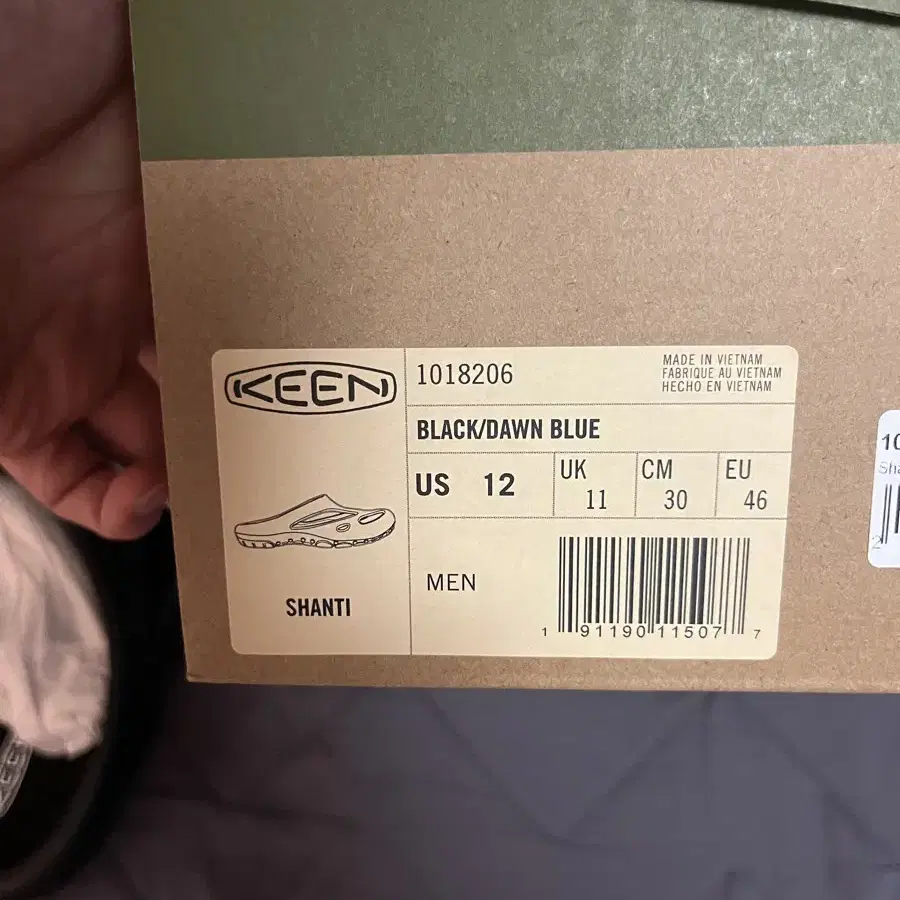 KEEN
1018206
MADE IN VIETNAM
FABRIQUE AU VIETNAM
HECHO EN VIETNAM
BLACK/DAWN BLUE
US 12
UK 11
CM 30
EU 46
SHANTI
MEN
1 91190 11507 7